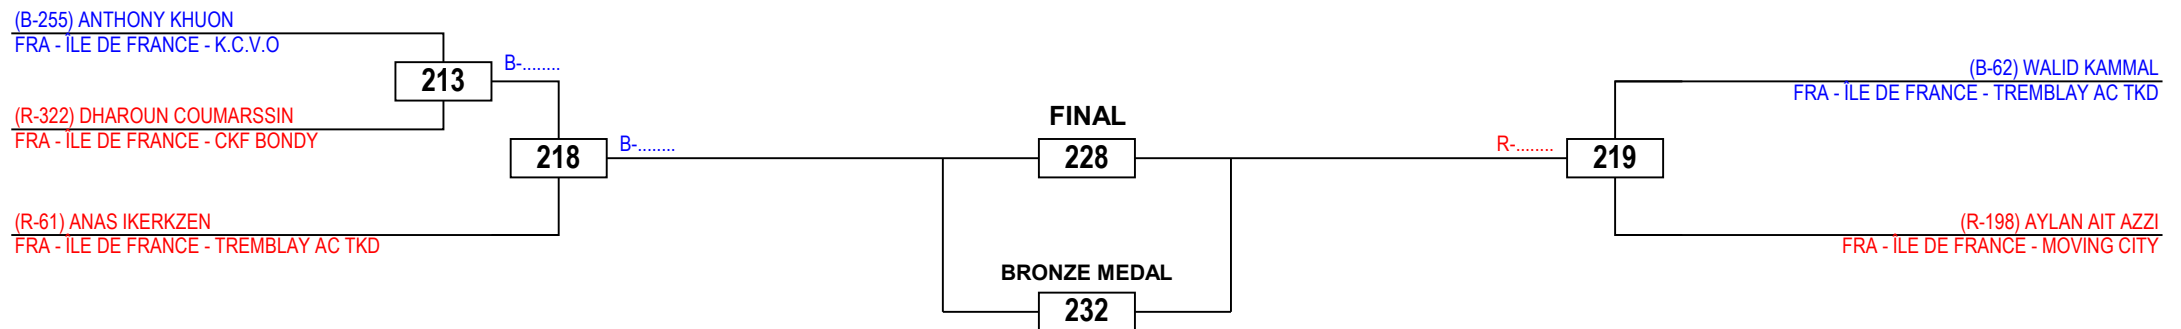 (B-255) ANTHONY KHUON
FRA - ÎLE DE FRANCE - K.C.V.O
213
B-........
(R-322) DHAROUN COUMARSSIN
FRA - ÎLE DE FRANCE - CKF BONDY
218
B-........
(R-61) ANAS IKERKZEN
FRA - ÎLE DE FRANCE - TREMBLAY AC TKD
FINAL
228
BRONZE MEDAL
232
(B-62) WALID KAMMAL
FRA - ÎLE DE FRANCE - TREMBLAY AC TKD
R-........
219
(R-198) AYLAN AIT AZZI
FRA - ÎLE DE FRANCE - MOVING CITY